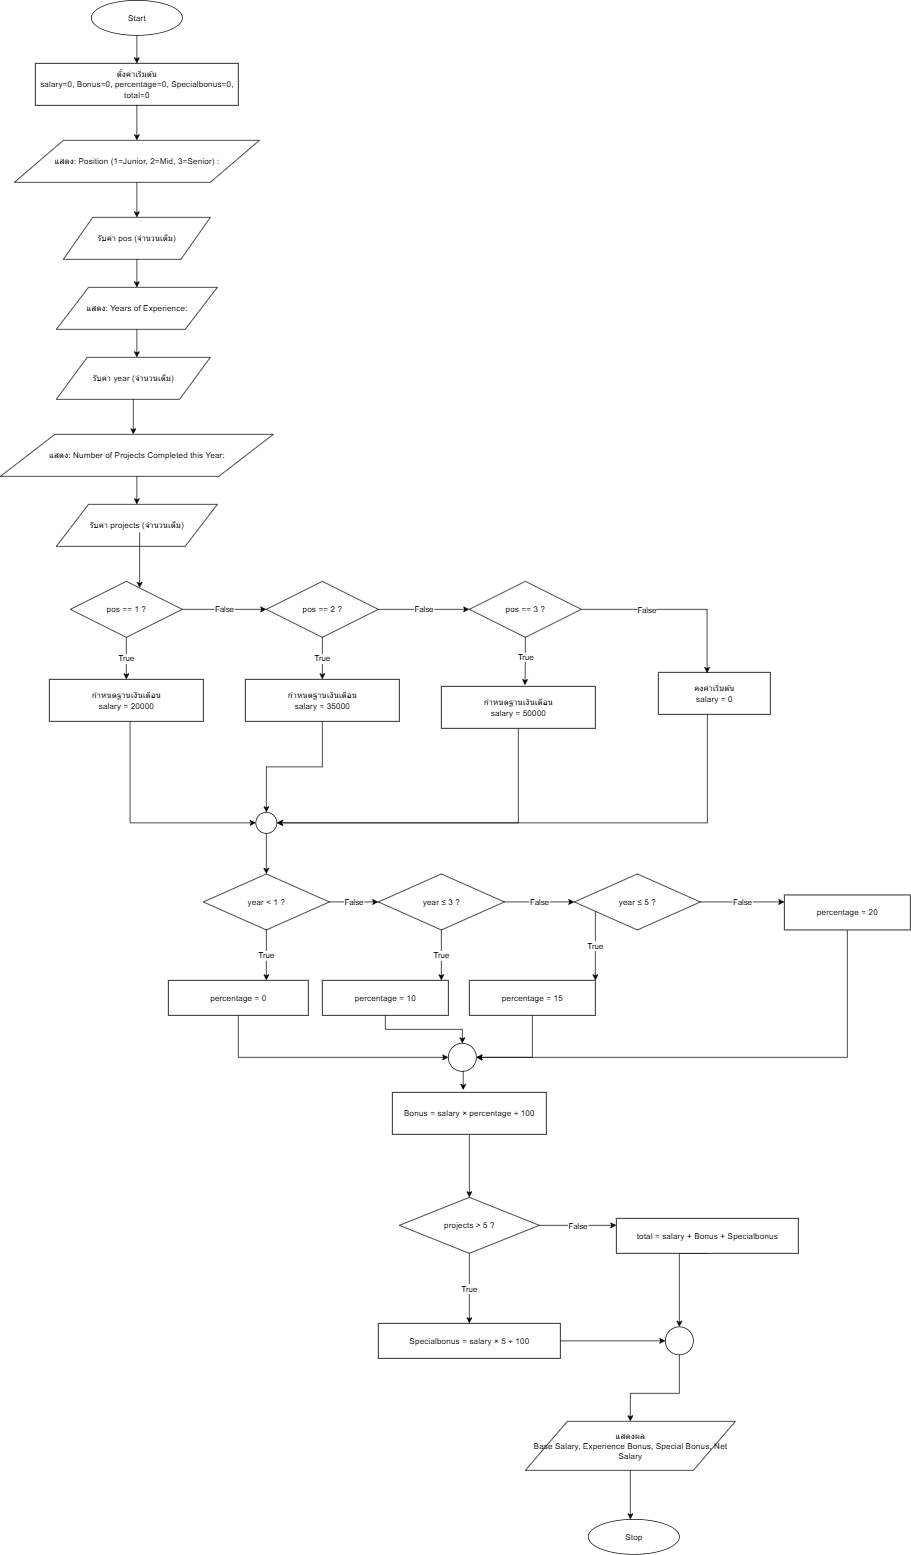 Start
ตั้งค่าเริ่มต้น
salary=0, Bonus=0, percentage=0, Specialbonus=0,
total=0
แสดง: Position (1=Junior, 2=Mid, 3=Senior) :
รับค่า pos (จำนวนเต็ม)
แสดง: Years of Experience:
รับค่า year (จำนวนเต็ม)
แสดง: Number of Projects Completed this Year:
รับค่า projects (จำนวนเต็ม)
pos == 1 ?
False
pos == 2 ?
False
pos == 3 ?
False
True
True
True
กำหนดฐานเงินเดือน
salary = 20000
กำหนดฐานเงินเดือน
salary = 35000
กำหนดฐานเงินเดือน
salary = 50000
คงค่าเริ่มต้น
salary = 0
year < 1 ?
False
year ≤ 3 ?
False
year ≤ 5 ?
False
percentage = 20
True
True
True
percentage = 0
percentage = 10
percentage = 15
Bonus = salary × percentage ÷ 100
projects > 5 ?
False
total = salary + Bonus + Specialbonus
True
Specialbonus = salary × 5 ÷ 100
แสดงผล
Base Salary, Experience Bonus, Special Bonus, Net
Salary
Stop